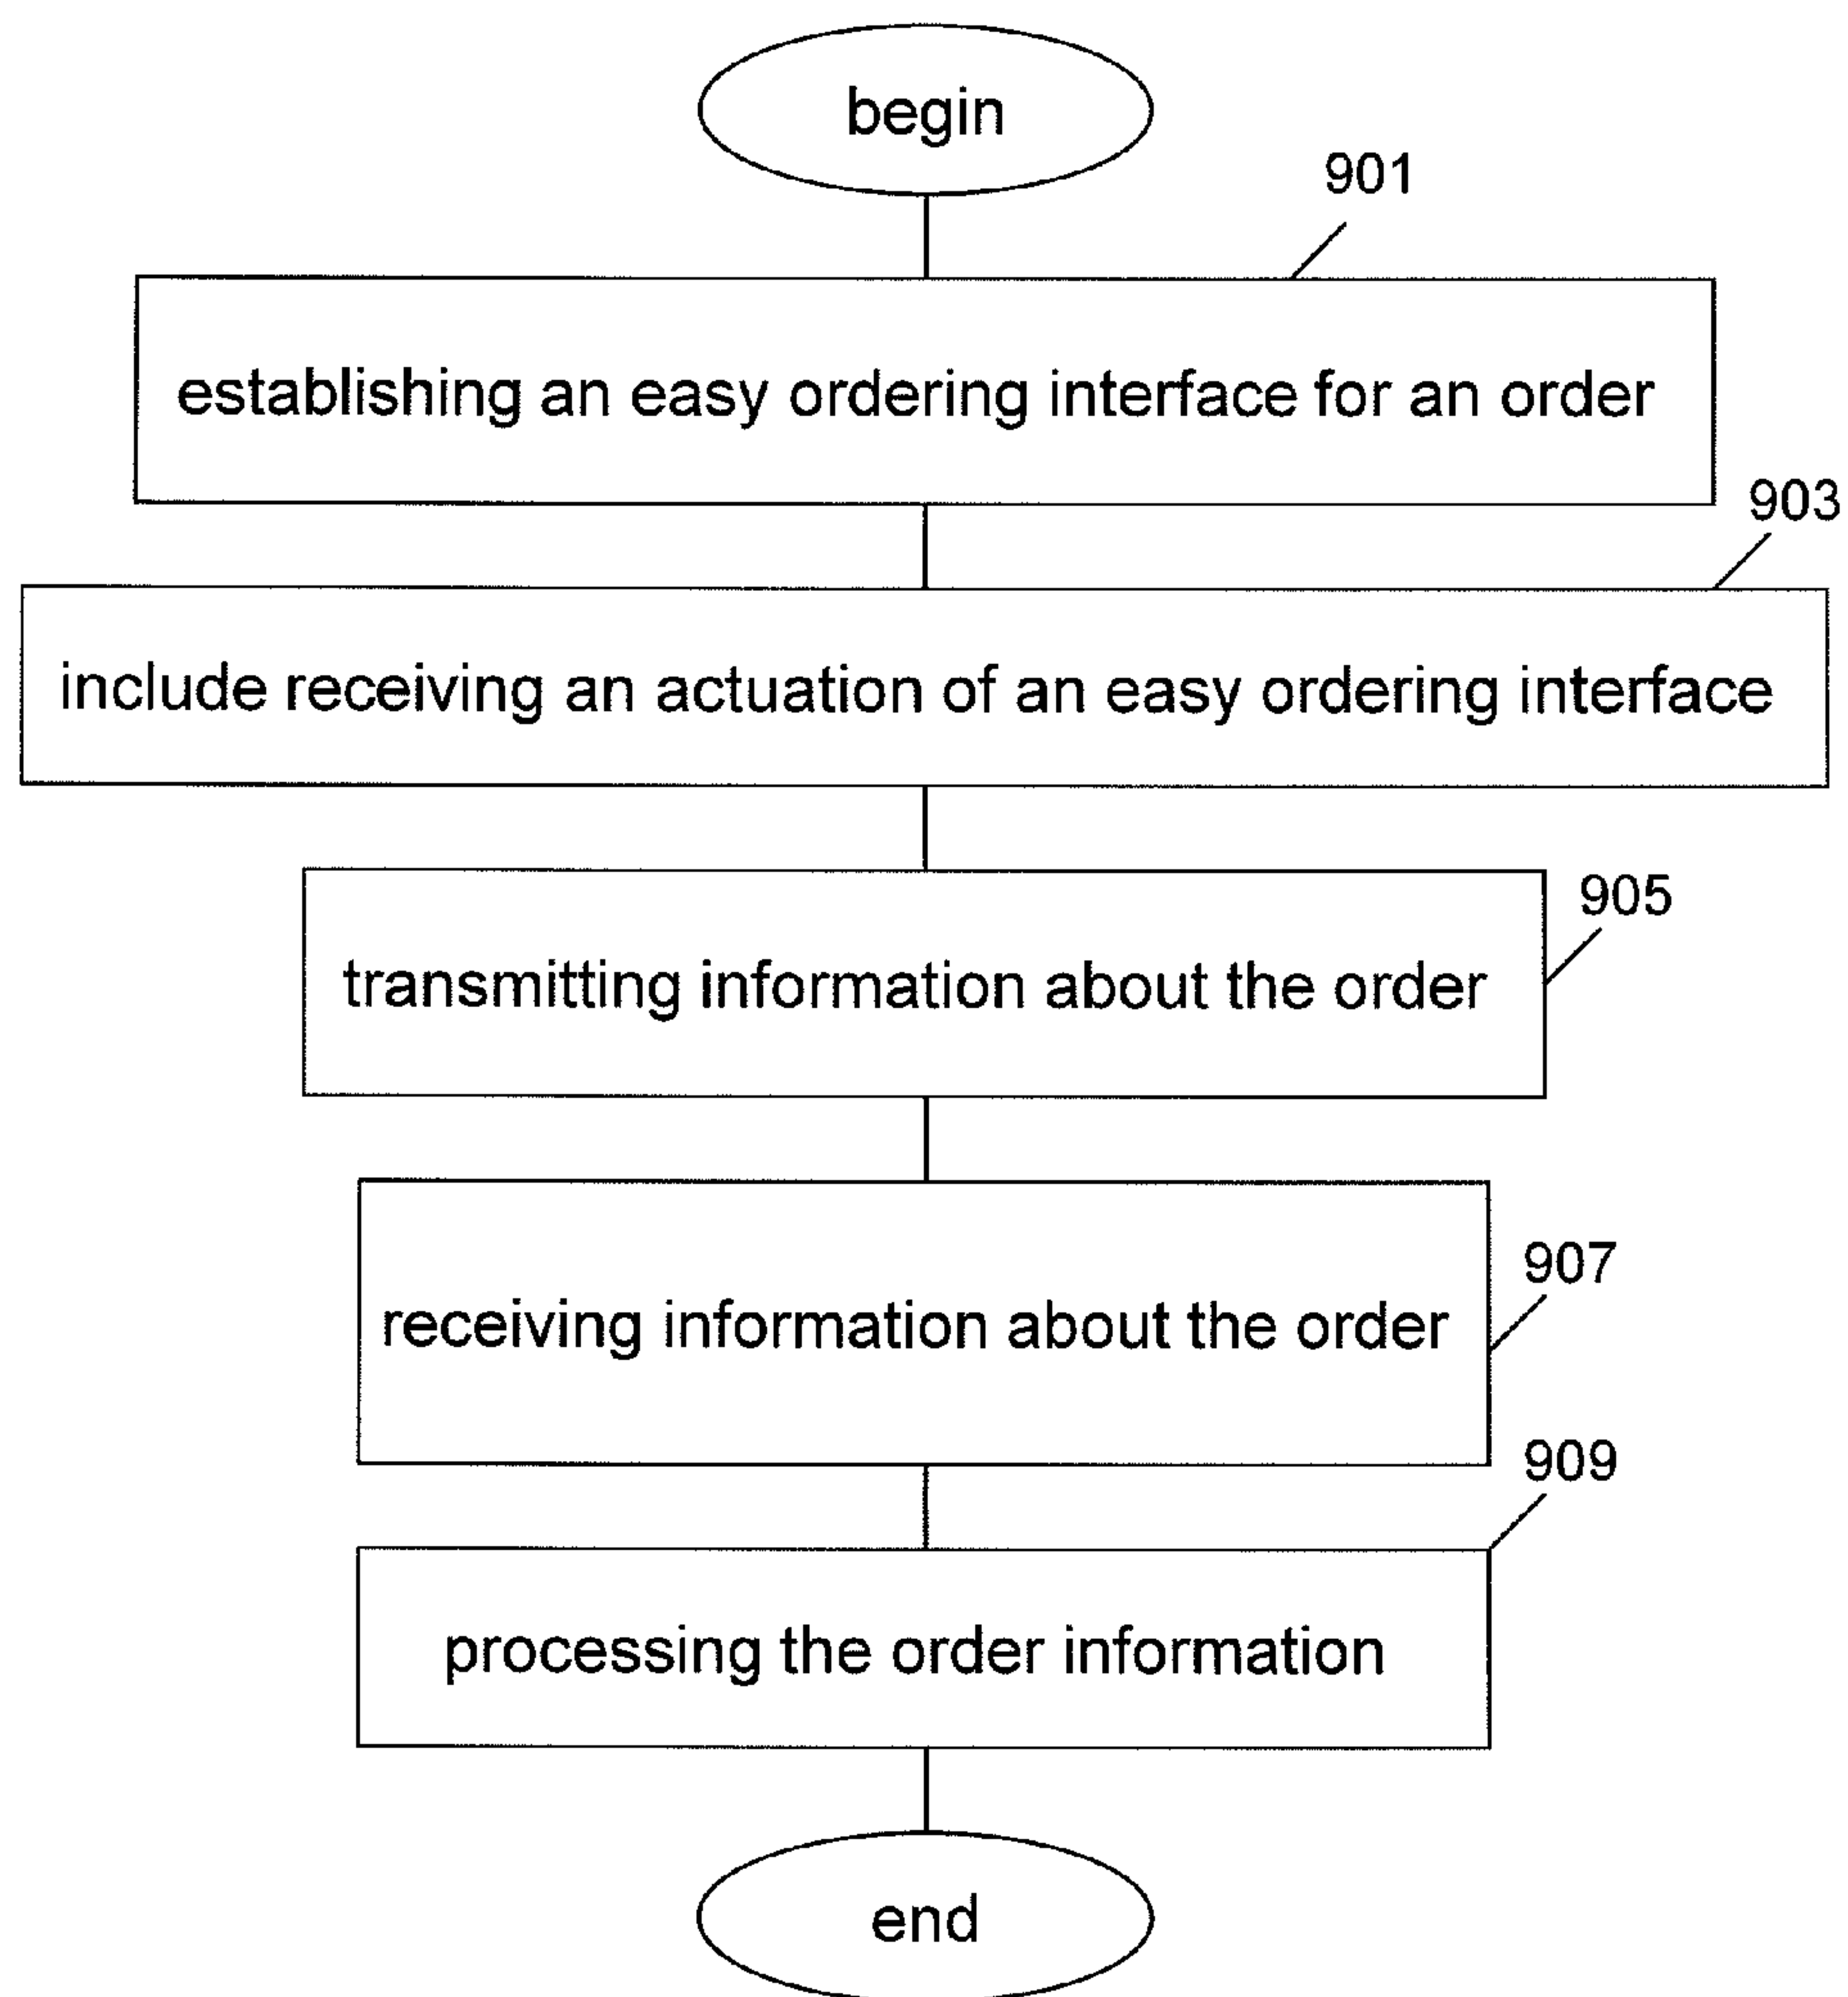 begin
901
establishing an easy ordering interface for an order
903
include receiving an actuation of an easy ordering interface
905
transmitting information about the order
907
receiving information about the order
909
processing the order information
end